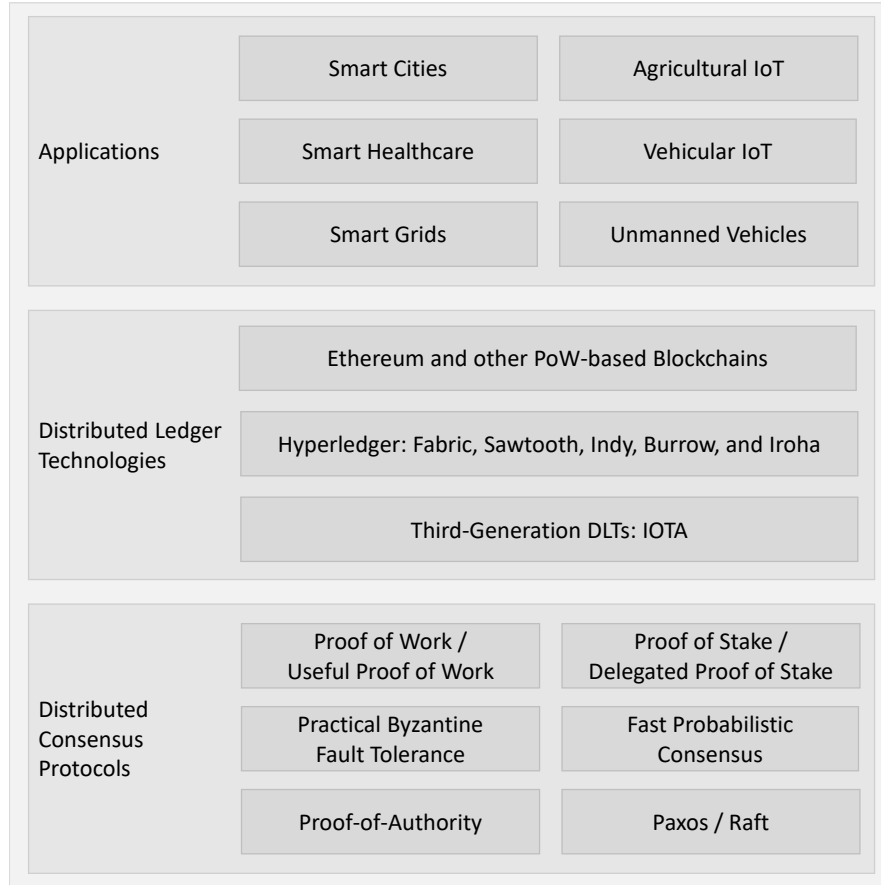 Applications
Smart Cities
Agricultural IoT
Smart Healthcare
Vehicular IoT
Smart Grids
Unmanned Vehicles
Distributed Ledger
Technologies
Ethereum and other PoW-based Blockchains
Hyperledger: Fabric, Sawtooth, Indy, Burrow, and Iroha
Third-Generation DLTs: IOTA
Distributed
Consensus
Protocols
Proof of Work /
Useful Proof of Work
Proof of Stake /
Delegated Proof of Stake
Practical Byzantine
Fault Tolerance
Fast Probabilistic
Consensus
Proof-of-Authority
Paxos / Raft